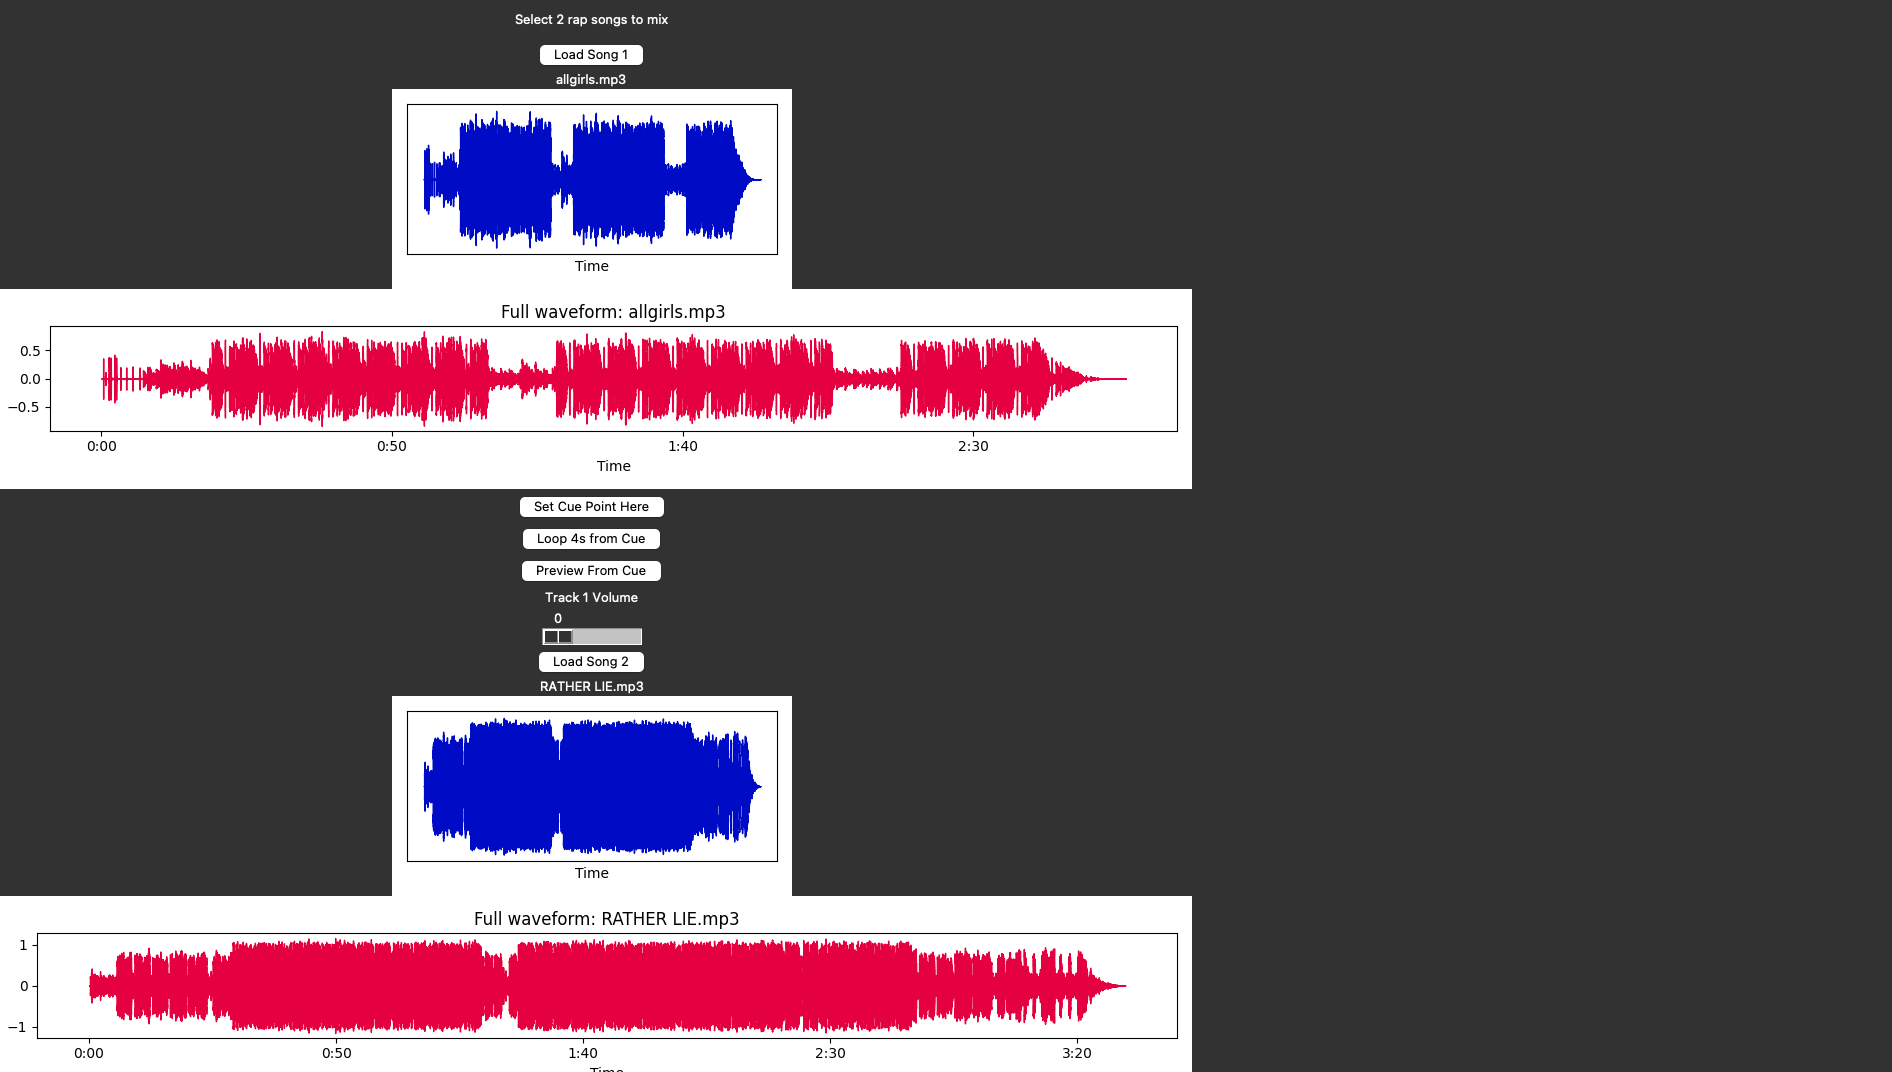 Select 2 rap songs to mix
Load Song 1
allgirls.mp3
Time
Full waveform: allgirls.mp3
0.5
0.0
−0.5
0:00 0:50 1:40 2:30
Time
Set Cue Point Here
Loop 4s from Cue
Preview From Cue
Track 1 Volume
0
Load Song 2
RATHER LIE.mp3
Time
Full waveform: RATHER LIE.mp3
1
0
−1
0:00 0:50 1:40 2:30 3:20
Time